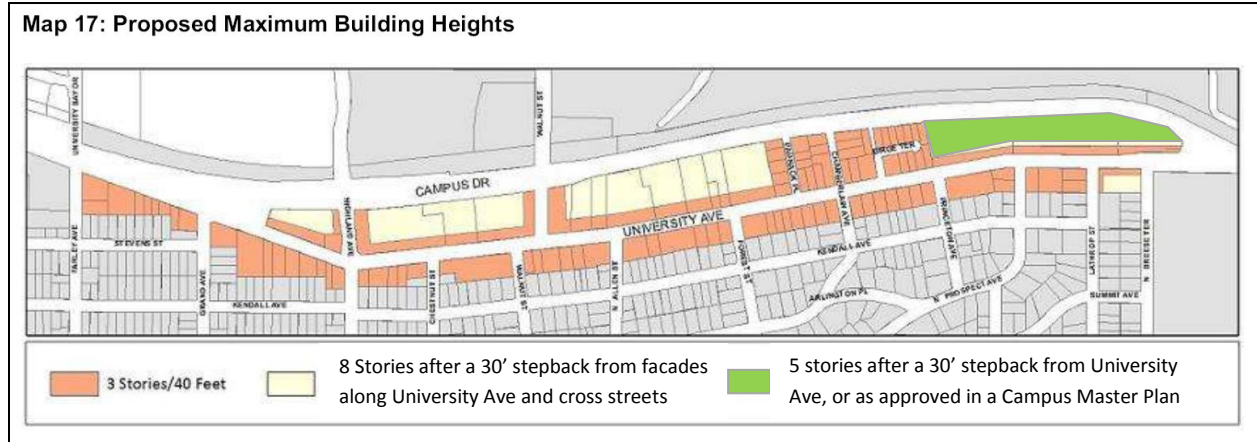 Map 17: Proposed Maximum Building Heights
UNIVERSITY BAY DR
WALNUT ST
CAMPUS DR
UNIVERSITY AVE
HIGHLAND AVE
FARLEY AVE
STEVENS ST
GRAND AVE
KENDALL AVE
CHESTNUT ST
WALNUT ST
N ALLEN ST
FOREST ST
KENDALL AVE
ARLINGTON PL
PRINCETON AVE
N PROSPECT AVE
LATHROP ST
SUMMIT AVE
N BREESE TER
3 Stories/40 Feet
8 Stories after a 30’ stepback from facades
along University Ave and cross streets
5 stories after a 30’ stepback from University
Ave, or as approved in a Campus Master Plan